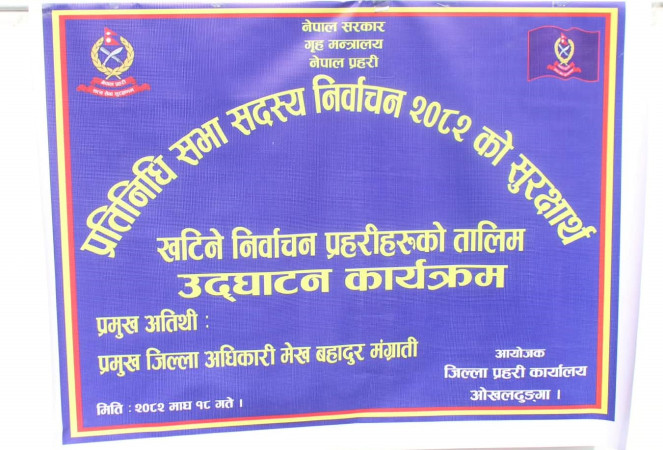 नेपाल सरकार
गृह मन्त्रालय
नेपाल प्रहरी
प्रतिनिधि सभा सदस्य निर्वाचन २०८२ को सुरक्षार्थ
खटिने निर्वाचन प्रहरीहरुको तालिम
उद्घाटन कार्यक्रम
प्रमुख अतिथी :
प्रमुख जिल्ला अधिकारी मेख बहादुर मंग्राती
मिति : २०८२ माघ १८ गते ।
आयोजक
जिल्ला प्रहरी कार्यालय
ओखलढुङ्गा ।